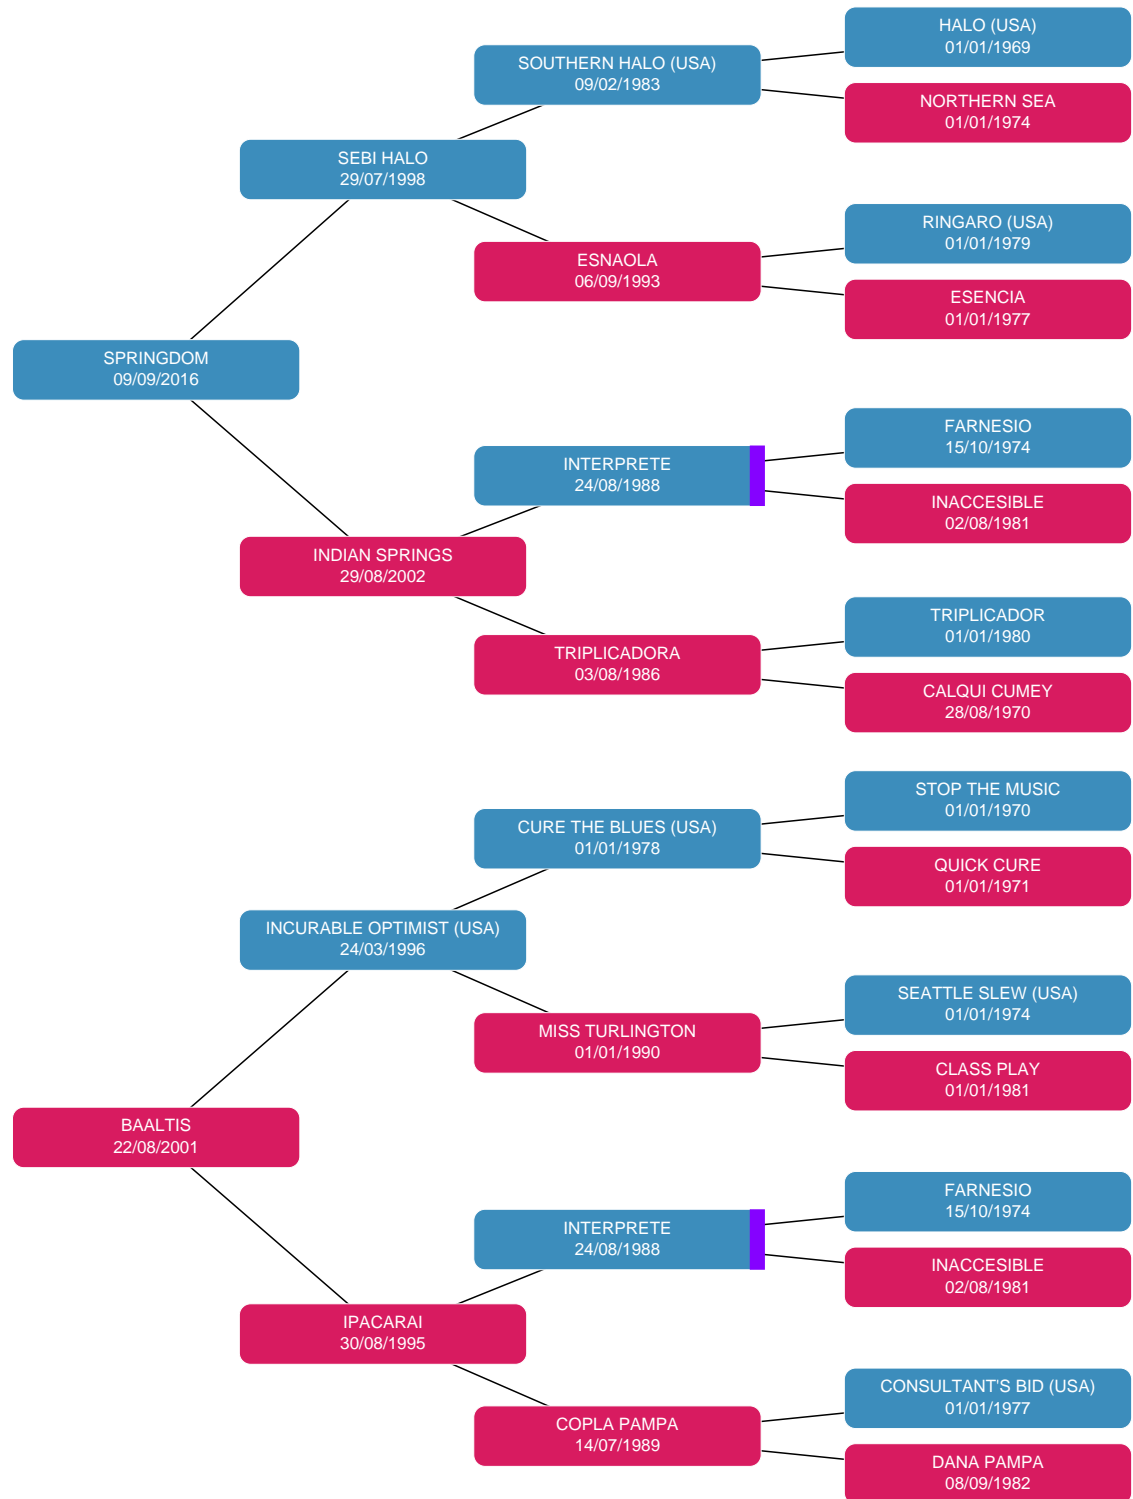 HALO (USA)
01/01/1969
SOUTHERN HALO (USA)
09/02/1983
NORTHERN SEA
01/01/1974
SEBI HALO
29/07/1998
RINGARO (USA)
01/01/1979
ESNAOLA
06/09/1993
ESENCIA
01/01/1977
SPRINGDOM
09/09/2016
FARNESIO
15/10/1974
INTERPRETE
24/08/1988
INACCESIBLE
02/08/1981
INDIAN SPRINGS
29/08/2002
TRIPLICADOR
01/01/1980
TRIPLICADORA
03/08/1986
CALQUI CUMEY
28/08/1970
STOP THE MUSIC
01/01/1970
CURE THE BLUES (USA)
01/01/1978
QUICK CURE
01/01/1971
INCURABLE OPTIMIST (USA)
24/03/1996
SEATTLE SLEW (USA)
01/01/1974
MISS TURLINGTON
01/01/1990
CLASS PLAY
01/01/1981
BAALTIS
22/08/2001
FARNESIO
15/10/1974
INTERPRETE
24/08/1988
INACCESIBLE
02/08/1981
IPACARAI
30/08/1995
CONSULTANT'S BID (USA)
01/01/1977
COPLA PAMPA
14/07/1989
DANA PAMPA
08/09/1982